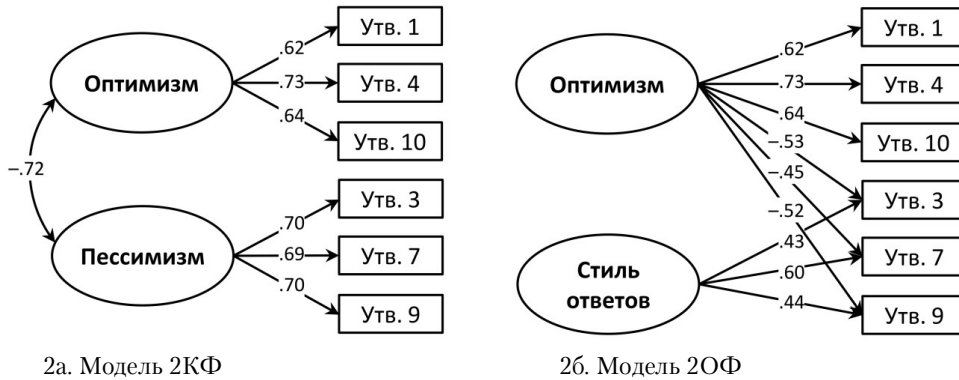 Оптимизм
Пессимизм
–.72
.62
.73
.64
.70
.69
.70
Утв. 1
Утв. 4
Утв. 10
Утв. 3
Утв. 7
Утв. 9
2а. Модель 2КФ
Оптимизм
Стиль
ответов
.62
.73
.64
–.53
–.45
–.52
.43
.60
.44
Утв. 1
Утв. 4
Утв. 10
Утв. 3
Утв. 7
Утв. 9
2б. Модель 2ОФ